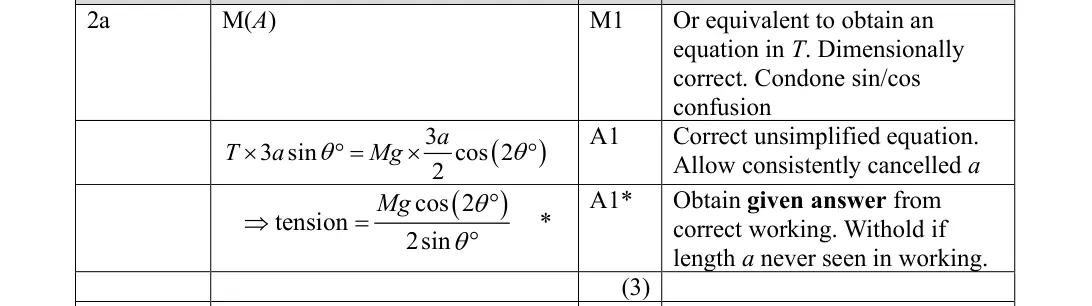 2a M(A) M1 Or equivalent to obtain an
equation in T. Dimensionally
correct. Condone sin/cos
confusion
T × 3a sin θ° = Mg × 3a/2 cos(2θ°) A1 Correct unsimplified equation.
Allow consistently cancelled a
⇒ tension = Mg cos(2θ°)/2 sin θ° * A1* Obtain given answer from
correct working. Withold if
length a never seen in working.
(3)